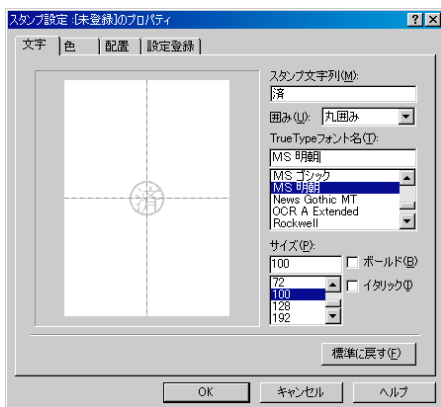 スタンプ設定 :[未登録]のプロパティ
文字 色 配置 設定登録
スタンプ文字列(M):
済
囲み(U): 丸囲み
TrueTypeフォント名(T):
MS 明朝
MS ゴシック
MS 明朝
News Gothic MT
OCR A Extended
Rockwell
済
サイズ(P):
100 ボールド(B)
72 イタリック(I)
100
128
192
標準に戻す(F)
OK キャンセル ヘルプ